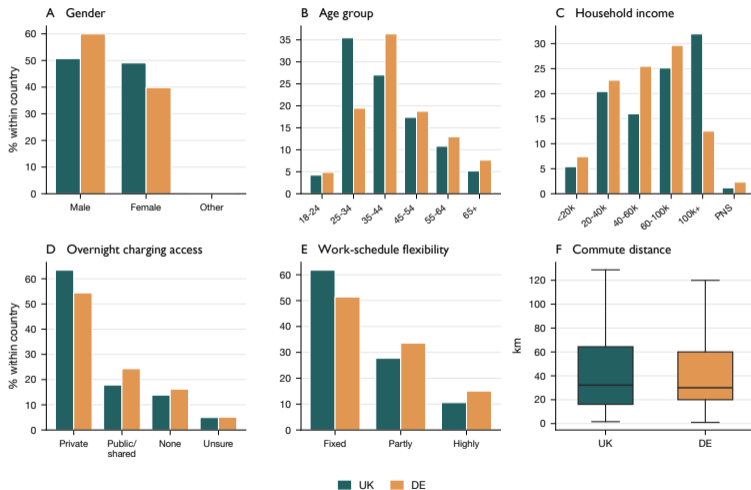 A Gender
% within country
60
50
40
30
20
10
0
Male Female Other
B Age group
35
30
25
20
15
10
5
0
18-24 25-34 35-44 45-54 55-64 65+
C Household income
30
25
20
15
10
5
0
<20k 20-40k 40-60k 60-100k 100k+ PNS
D Overnight charging access
% within country
60
50
40
30
20
10
0
Private Public/ None Unsure
shared
E Work-schedule flexibility
60
50
40
30
20
10
0
Fixed Partly Highly
F Commute distance
km
120
100
80
60
40
20
0
UK DE
UK DE